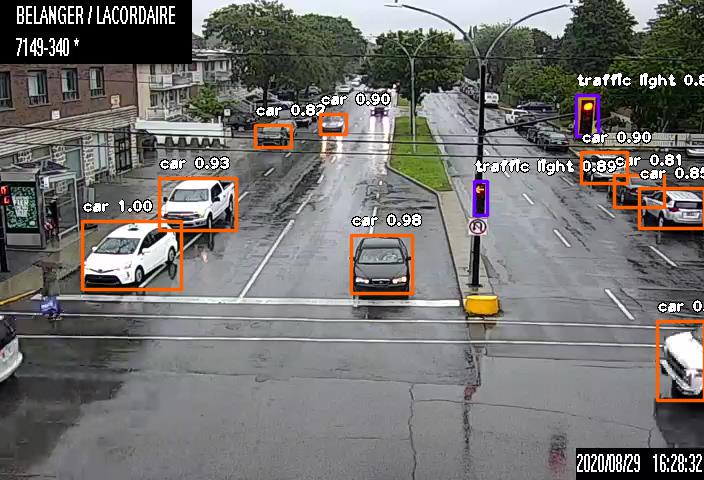 BELANGER / LACORDAIRE
7149-340 *
traffic light 0.8
car 0.82
car 0.90
car 0.90
car 0.93
traffic light 0.89
car 0.81
car 0.85
car 1.00
car 0.98
car 0.
2020/08/29 16:28:32